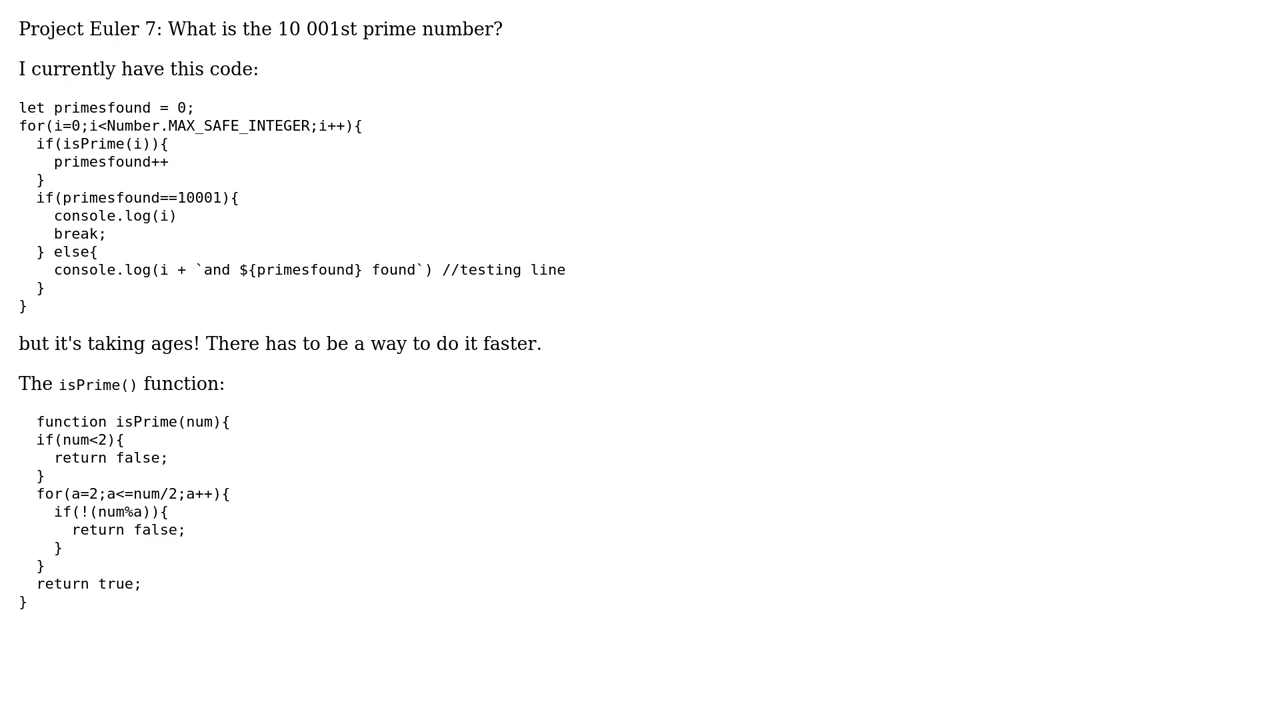 Project Euler 7: What is the 10 001st prime number?
I currently have this code:
let primesfound = 0;
for(i=0;i<Number.MAX_SAFE_INTEGER;i++){
  if(isPrime(i)){
    primesfound++
  }
  if(primesfound==10001){
    console.log(i)
    break;
  } else{
    console.log(i + `and ${primesfound} found`) //testing line
  }
}
but it's taking ages! There has to be a way to do it faster.
The isPrime() function:
  function isPrime(num){
  if(num<2){
    return false;
  }
  for(a=2;a<=num/2;a++){
    if(!(num%a)){
      return false;
    }
  }
  return true;
}